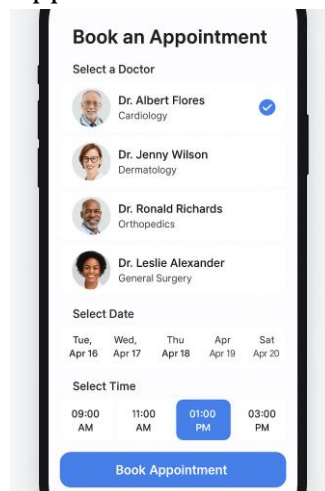 Book an Appointment
Select a Doctor
Dr. Albert Flores
Cardiology
Dr. Jenny Wilson
Dermatology
Dr. Ronald Richards
Orthopedics
Dr. Leslie Alexander
General Surgery
Select Date
Tue, Wed, Thu Apr Sat
Apr 16 Apr 17 Apr 18 Apr 19 Apr 20
Select Time
09:00 11:00 01:00 03:00
AM AM PM PM
Book Appointment